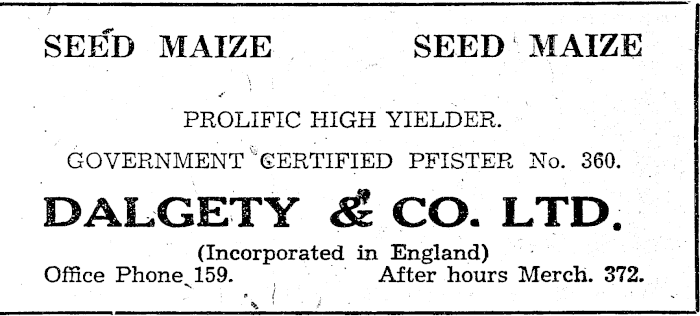 SEED MAIZE SEED MAIZE
PROLIFIC HIGH YIELDER.
GOVERNMENT CERTIFIED PFISTER No. 360.
DALGETY & CO. LTD.
(Incorporated in England)
Office Phone 159. After hours Merch. 372.